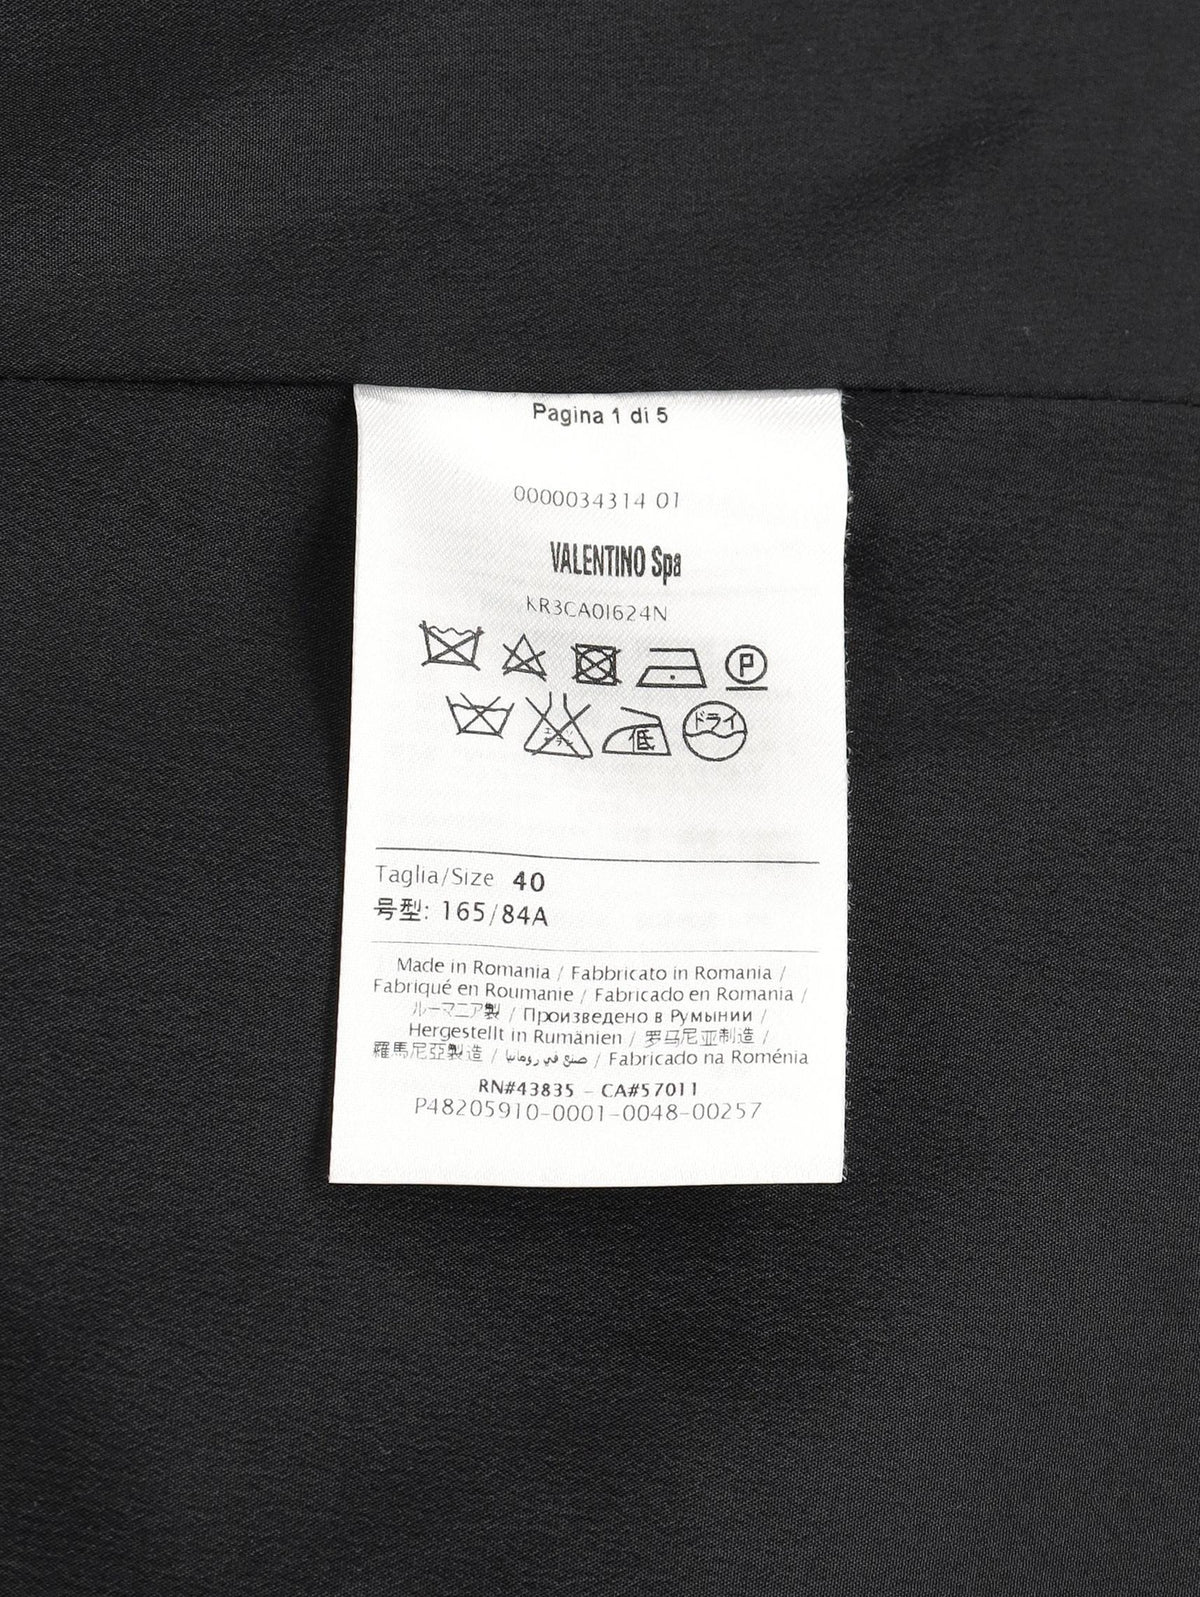 Pagina 1 di 5
0000034314 01
VALENTINO Spa
KR3CA01624N
P
低 ドライ
Taglia/Size 40
号型: 165/84A
Made in Romania / Fabbricato in Romania /
Fabriqué en Roumanie / Fabricado en Romania /
ルーマニア製 / Произведено в Румынии /
Hergestellt in Rumänien / 罗马尼亚制造 /
羅馬尼亞製造 / صنع في رومانيا / Fabricado na Roménia
RN#43835 - CA#57011
P48205910-0001-0048-00257